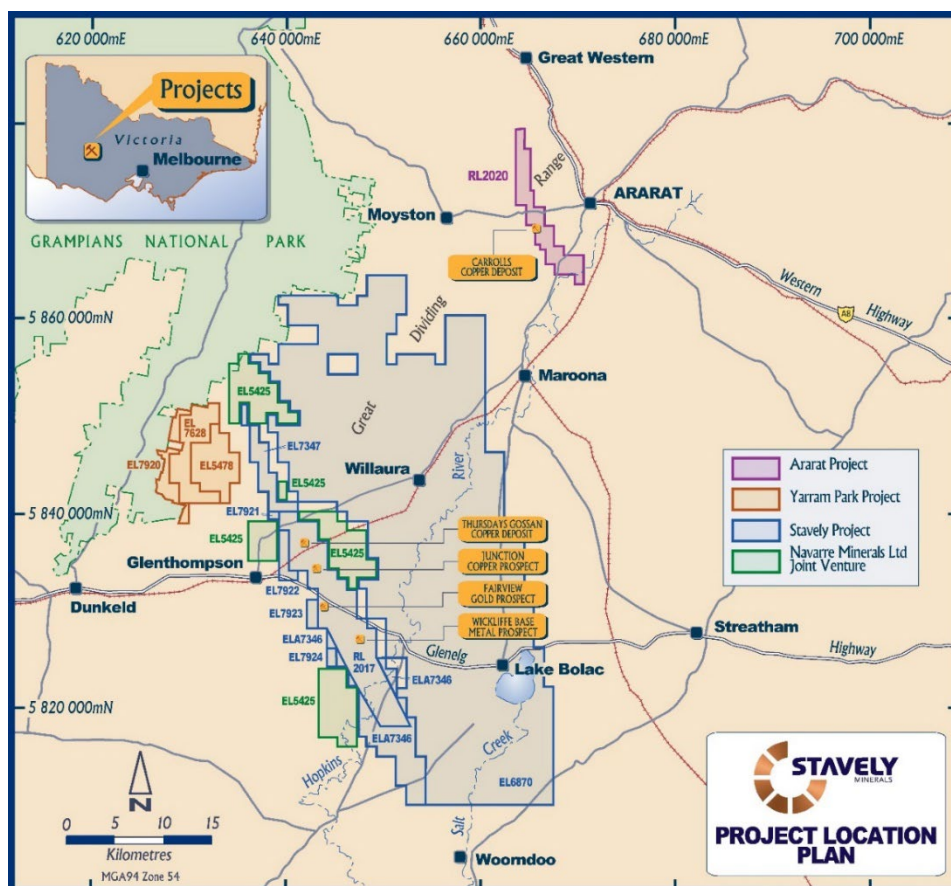 620 000mE
640 000mE
660 000mE
680 000mE
700 000mE
Projects
Victoria
Melbourne
Great Western
RL2020
Range
ARARAT
Moyston
GRAMPIANS NATIONAL PARK
CARROLLS
COPPER DEPOSIT
Western
Highway
A8
5 860 000mN
Dividing
Maroona
EL5425
Great
EL
7628
EL7920
EL5478
EL7347
Willaura
River
EL5425
EL7921
5 840 000mN
EL5425
EL5425
THURSDAYS GOSSAN
COPPER DEPOSIT
JUNCTION
COPPER PROSPECT
FAIRVIEW
GOLD PROSPECT
WICKLIFFE BASE
METAL PROSPECT
Ararat Project
Yarram Park Project
Stavely Project
Navarre Minerals Ltd
Joint Venture
Glenthompson
Dunkeld
EL7922
EL7923
ELA7346
EL7924
RL
2017
ELA7346
Glenelg
Highway
Streatham
Lake Bolac
EL5425
5 820 000mN
ELA7346
Hopkins
Creek
EL6870
Salt
Woorndoo
N
0 5 10 15
Kilometres
MGA94 Zone 54
STAVELY
MINERALS
PROJECT LOCATION
PLAN